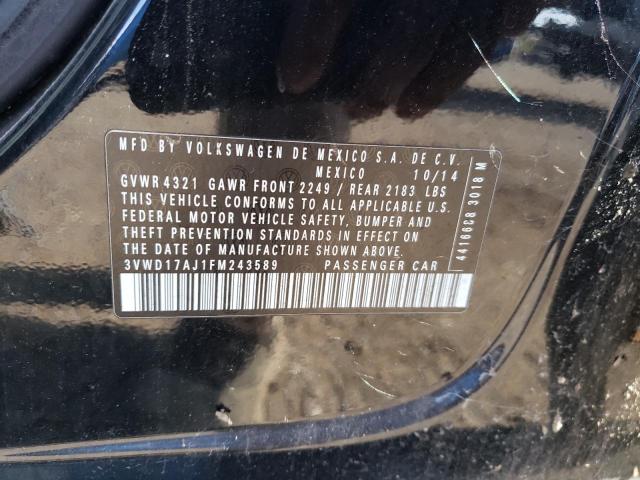 MFD BY VOLKSWAGEN DE MEXICO S.A. DE C.V.
MEXICO 10/14
GVWR 4321 GAWR FRONT 2249 / REAR 2183 LBS
THIS VEHICLE CONFORMS TO ALL APPLICABLE U.S.
FEDERAL MOTOR VEHICLE SAFETY, BUMPER AND
THEFT PREVENTION STANDARDS IN EFFECT ON
THE DATE OF MANUFACTURE SHOWN ABOVE.
3VWD17AJ1FM243589 PASSENGER CAR
3018 M